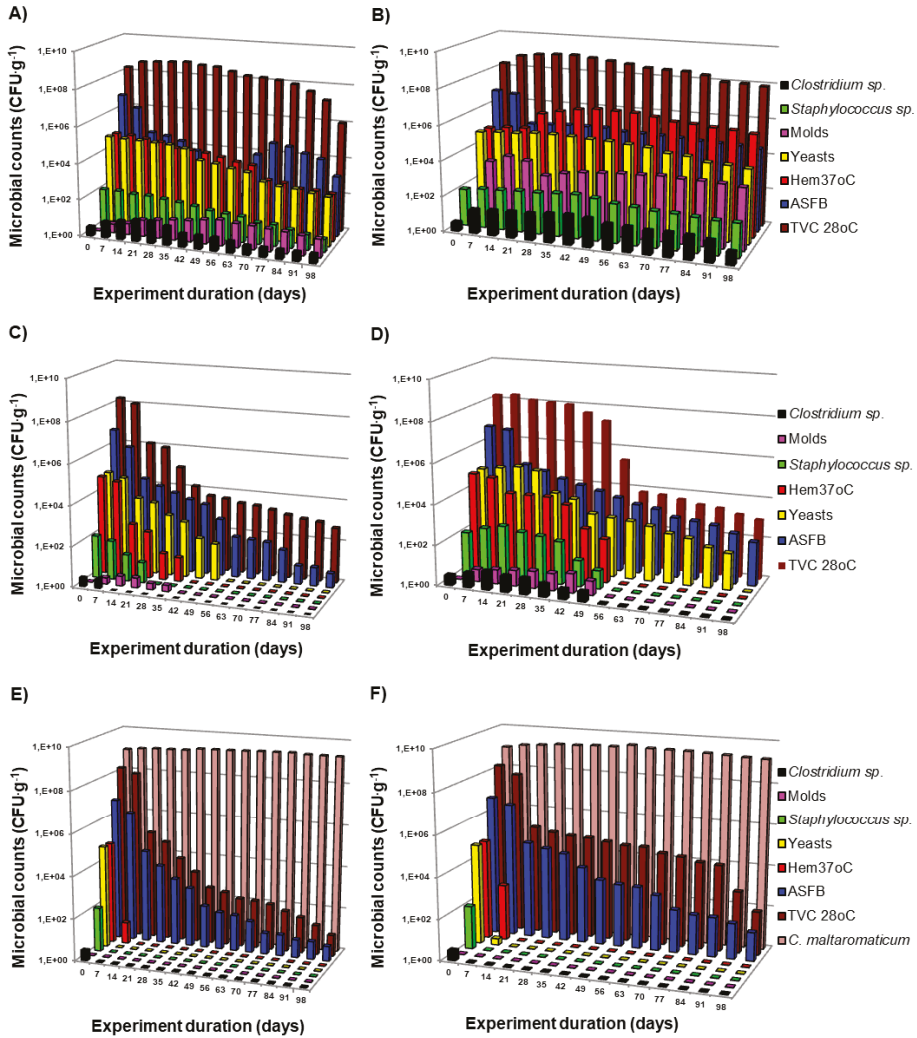 A)
Microbial counts (CFU·g⁻¹)
1,E+10
1,E+08
1,E+06
1,E+04
1,E+02
1,E+00
0 7 14 21 28 35 42 49 56 63 70 77 84 91 98
Experiment duration (days)
B)
Microbial counts (CFU·g⁻¹)
1,E+10
1,E+08
1,E+06
1,E+04
1,E+02
1,E+00
0 7 14 21 28 35 42 49 56 63 70 77 84 91 98
Experiment duration (days)
Clostridium sp.
Staphylococcus sp.
Molds
Yeasts
Hem37oC
ASFB
TVC 28oC
C)
Microbial counts (CFU·g⁻¹)
1,E+10
1,E+08
1,E+06
1,E+04
1,E+02
1,E+00
0 7 14 21 28 35 42 49 56 63 70 77 84 91 98
Experiment duration (days)
D)
Microbial counts (CFU·g⁻¹)
1,E+10
1,E+08
1,E+06
1,E+04
1,E+02
1,E+00
0 7 14 21 28 35 42 49 56 63 70 77 84 91 98
Experiment duration (days)
Clostridium sp.
Molds
Staphylococcus sp.
Hem37oC
Yeasts
ASFB
TVC 28oC
E)
Microbial counts (CFU·g⁻¹)
1,E+10
1,E+08
1,E+06
1,E+04
1,E+02
1,E+00
0 7 14 21 28 35 42 49 56 63 70 77 84 91 98
Experiment duration (days)
F)
Microbial counts (CFU·g⁻¹)
1,E+10
1,E+08
1,E+06
1,E+04
1,E+02
1,E+00
0 7 14 21 28 35 42 49 56 63 70 77 84 91 98
Experiment duration (days)
Clostridium sp.
Molds
Staphylococcus sp.
Yeasts
Hem37oC
ASFB
TVC 28oC
C. maltaromaticum